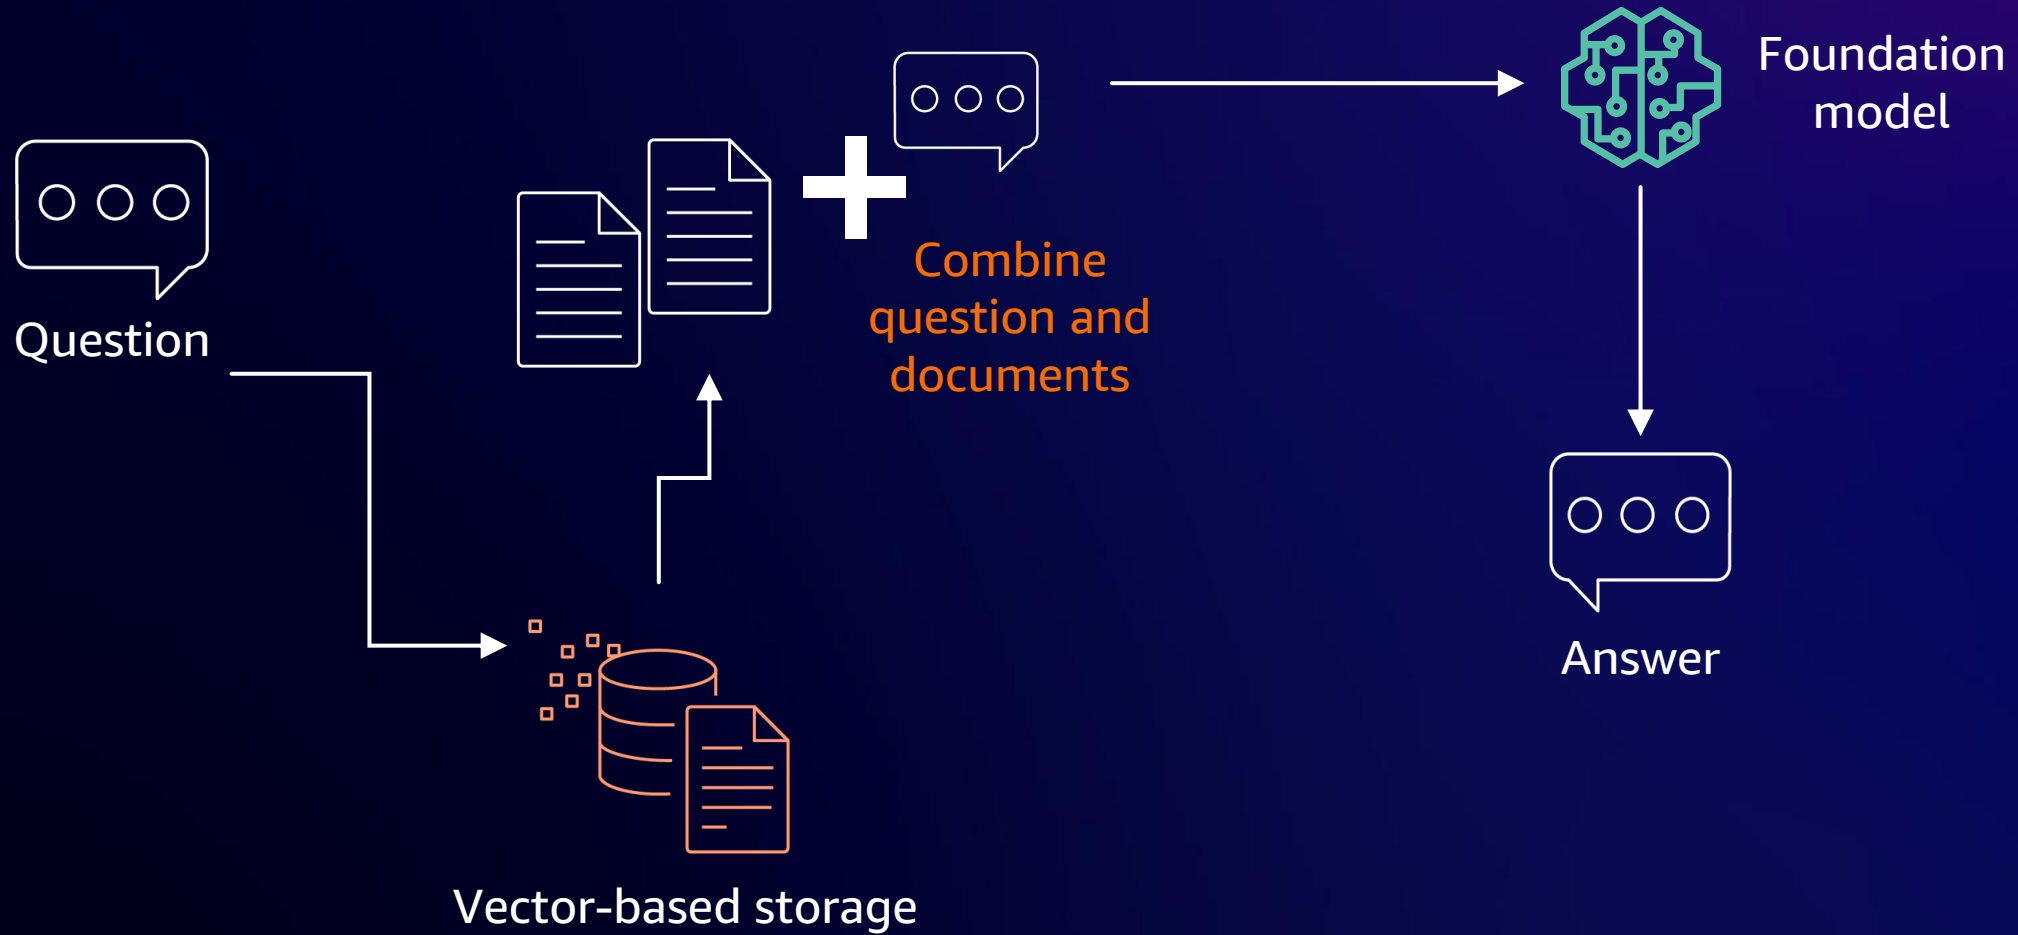 Question
Combine
question and
documents
Foundation
model
Answer
Vector-based storage